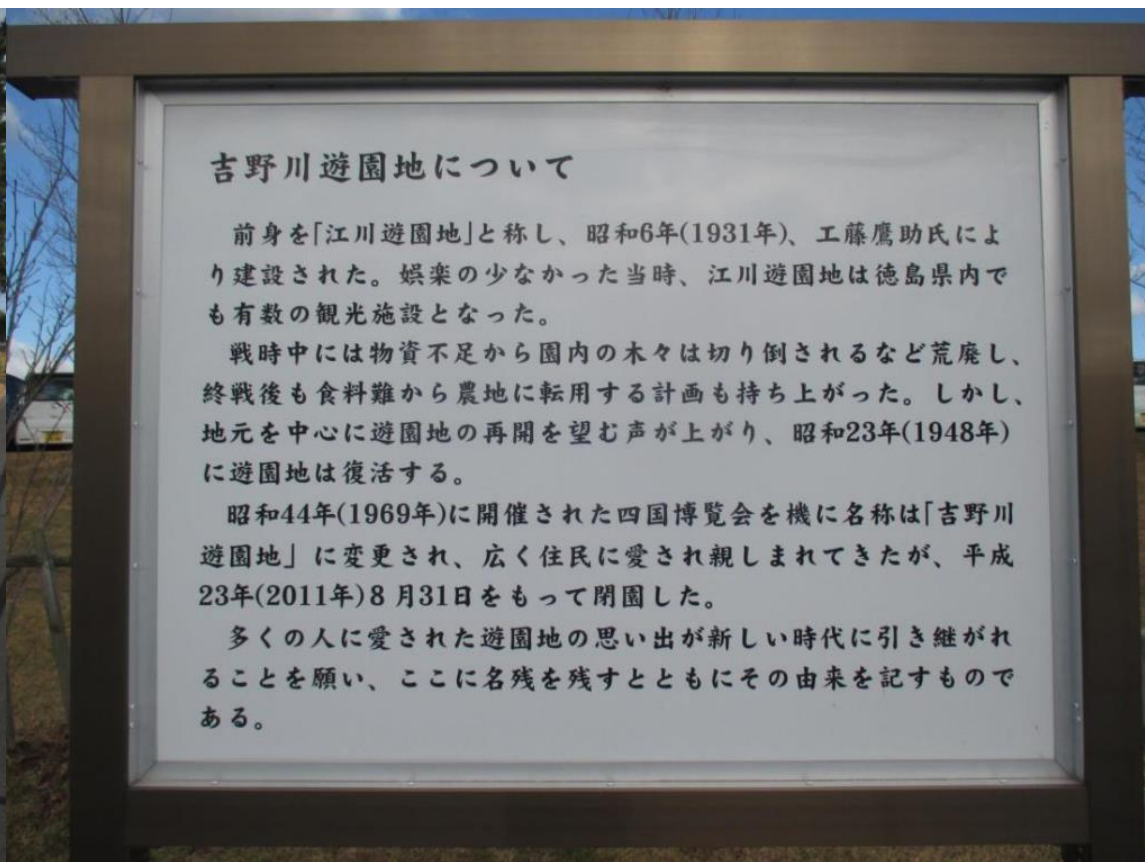 吉野川遊園地について
前身を「江川遊園地」と称し、昭和6年(1931年)、工藤鷹助氏によ
り建設された。娯楽の少なかった当時、江川遊園地は徳島県内で
も有数の観光施設となった。
戦時中には物資不足から園内の木々は切り倒されるなど荒廃し、
終戦後も食料難から農地に転用する計画も持ち上がった。しかし、
地元を中心に遊園地の再開を望む声が上がり、昭和23年(1948年)
に遊園地は復活する。
昭和44年(1969年)に開催された四国博覧会を機に名称は「吉野川
遊園地」に変更され、広く住民に愛され親しまれてきたが、平成
23年(2011年)8月31日をもって閉園した。
多くの人に愛された遊園地の思い出が新しい時代に引き継がれ
ることを願い、ここに名残を残すとともにその由来を記すもので
ある。